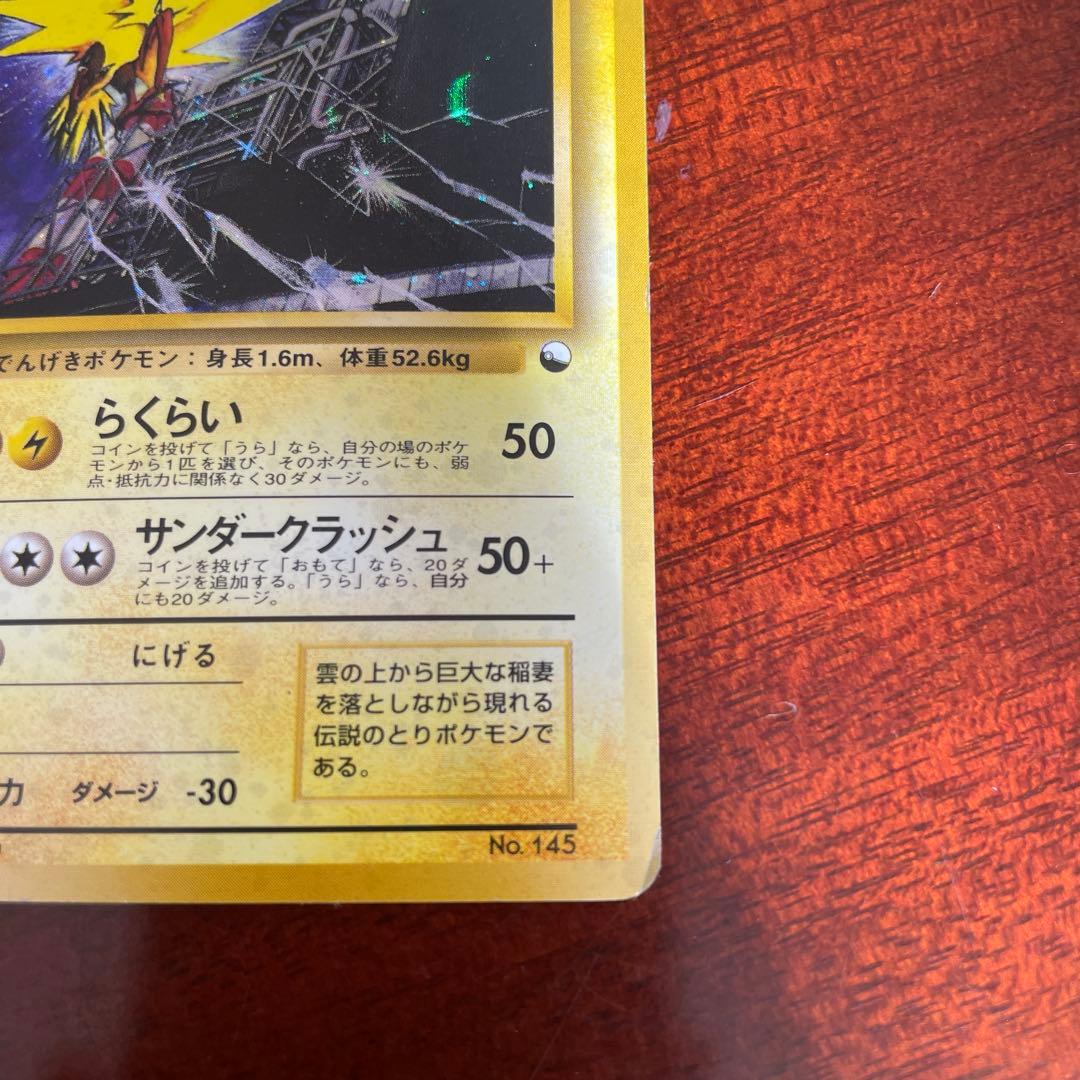 でんげきポケモン：身長1.6m、体重52.6kg
らくらい 50
コインを投げて「うら」なら、自分の場のポケ
モンから1匹を選び、そのポケモンにも、弱
点・抵抗力に関係なく30ダメージ。
サンダークラッシュ 50+
コインを投げて「おもて」なら、20ダ
メージを追加する。「うら」なら、自分
にも20ダメージ。
にげる
雲の上から巨大な稲妻
を落としながら現れる
伝説のとりポケモンで
ある。
力 ダメージ -30
No. 145